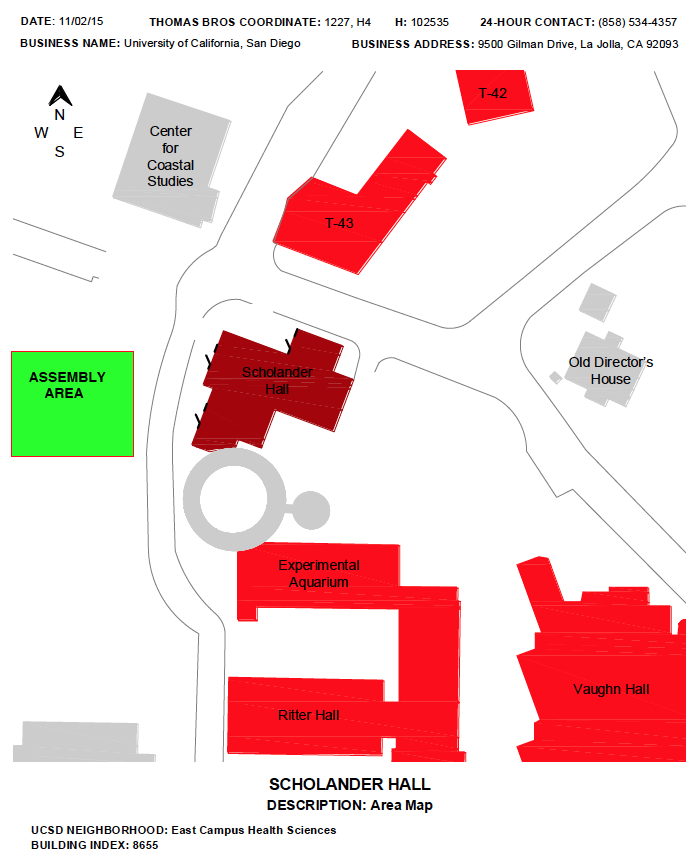 DATE: 11/02/15 THOMAS BROS COORDINATE: 1227, H4 H: 102535 24-HOUR CONTACT: (858) 534-4357
BUSINESS NAME: University of California, San Diego BUSINESS ADDRESS: 9500 Gilman Drive, La Jolla, CA 92093
N
W E
S
Center
for
Coastal
Studies
T-42
T-43
ASSEMBLY
AREA
Scholander
Hall
Old Director's
House
Experimental
Aquarium
Ritter Hall
Vaughn Hall
SCHOLANDER HALL
DESCRIPTION: Area Map
UCSD NEIGHBORHOOD: East Campus Health Sciences
BUILDING INDEX: 8655